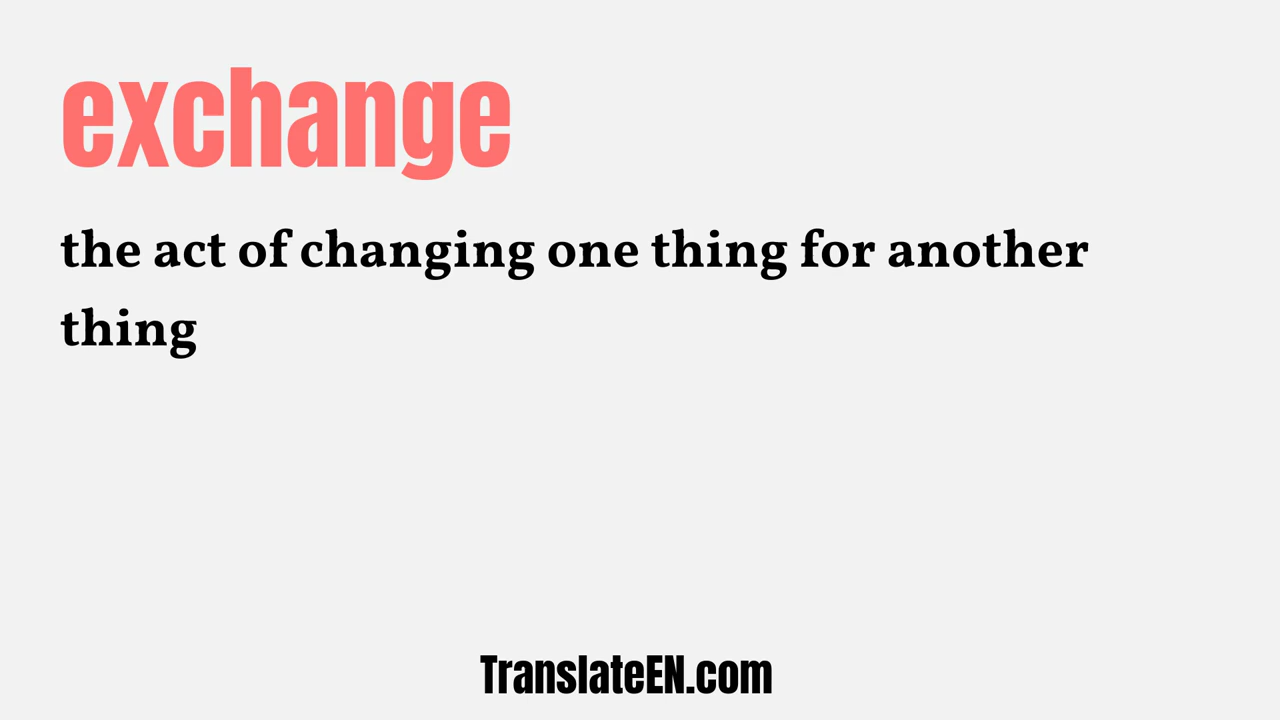 exchange
the act of changing one thing for another
thing
TranslateEN.com